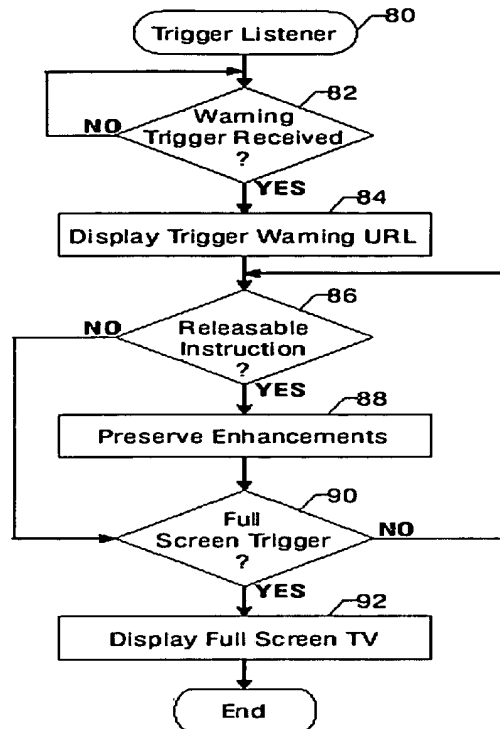 Trigger Listener
80
82
Warning
Trigger Received
?
NO
YES
84
Display Trigger Warning URL
86
NO
Releasable
Instruction
?
YES
88
Preserve Enhancements
90
Full
Screen Trigger
?
NO
YES
92
Display Full Screen TV
End